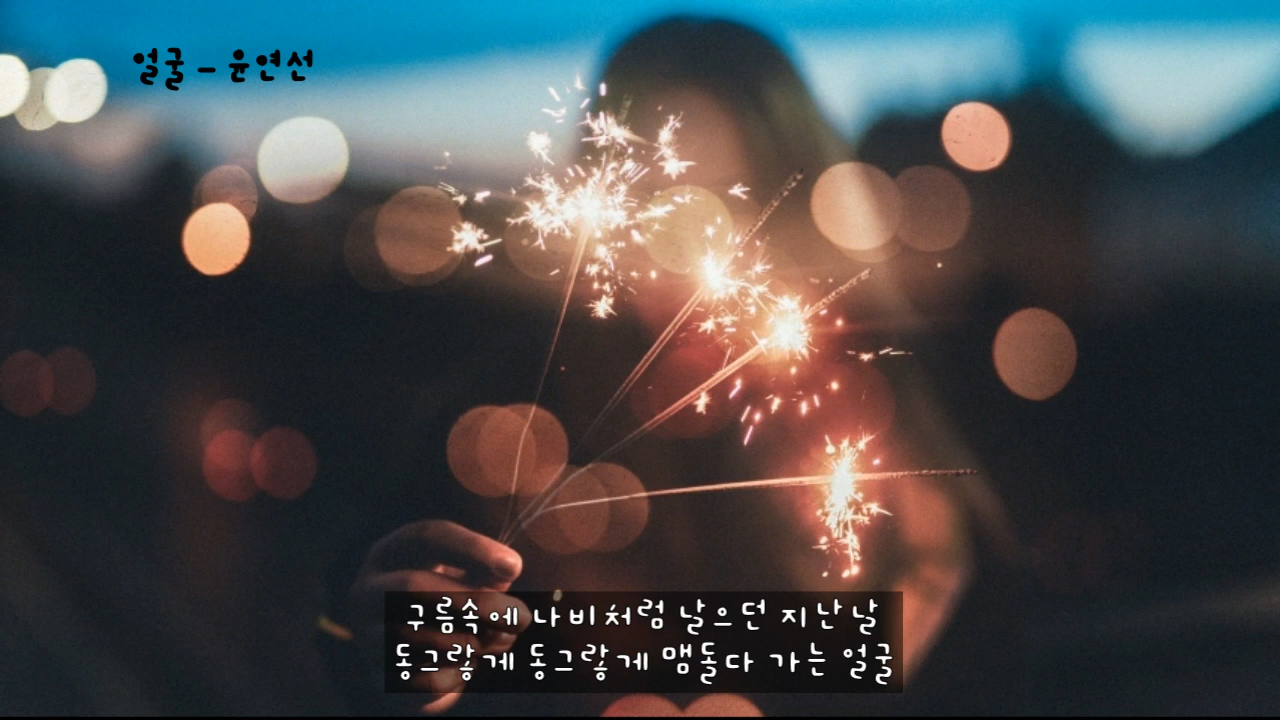 얼굴 - 윤연선
구름속에 나비처럼 날으던 지난날
동그랗게 동그랗게 맴돌다 가는 얼굴